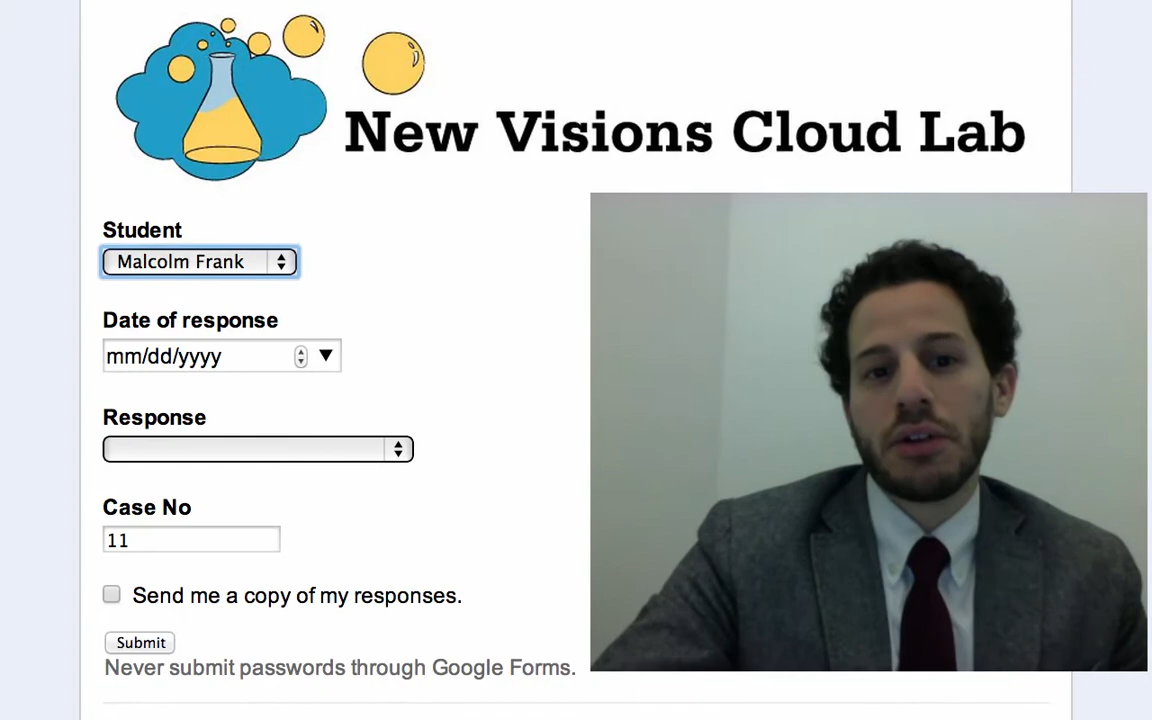 New Visions Cloud Lab
Student
Malcolm Frank
Date of response
mm/dd/yyyy
Response
Case No
11
Send me a copy of my responses.
Submit
Never submit passwords through Google Forms.